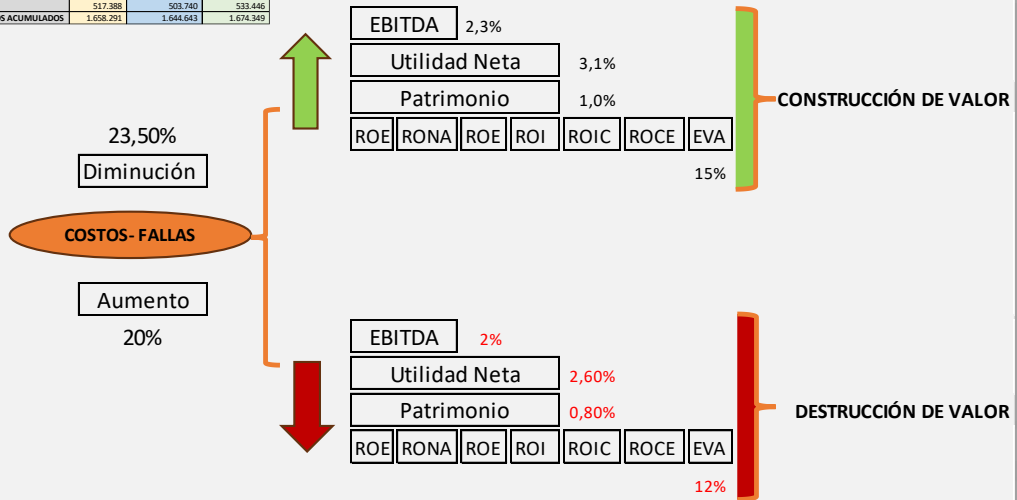 517.388 503.740 533.446
OS ACUMULADOS 1.658.291 1.644.643 1.674.349
EBITDA 2,3%
Utilidad Neta 3,1%
Patrimonio 1,0%
CONSTRUCCIÓN DE VALOR
ROE RONA ROE ROI ROIC ROCE EVA
15%
23,50%
Diminución
COSTOS- FALLAS
Aumento
20%
EBITDA 2%
Utilidad Neta 2,60%
Patrimonio 0,80%
DESTRUCCIÓN DE VALOR
ROE RONA ROE ROI ROIC ROCE EVA
12%